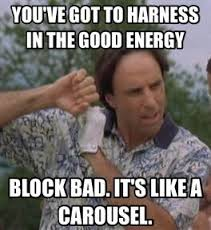 YOU'VE GOT TO HARNESS
IN THE GOOD ENERGY
BLOCK BAD. IT'S LIKE A
CAROUSEL.